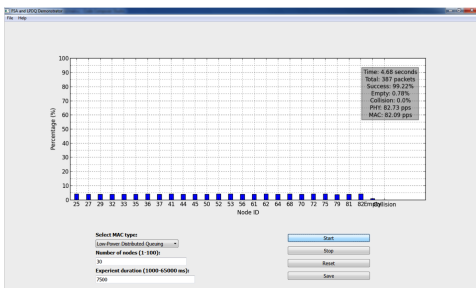 FSA and LPDQ Demonstrator
File Help
Time: 4.68 seconds
Total: 387 packets
Success: 99.22%
Empty: 0.78%
Collision: 0.0%
PHY: 82.73 pps
MAC: 82.09 pps
Percentage (%)
100
90
80
70
60
50
40
30
20
10
0
25 27 29 32 33 35 36 37 41 44 45 50 52 53 56 61 62 64 68 70 72 75 79 81 82 Empty Collision
Node ID
Select MAC type:
Low-Power Distributed Queuing
Number of nodes (1-100):
30
Experient duration (1000-65000 ms):
7500
Start
Stop
Reset
Save